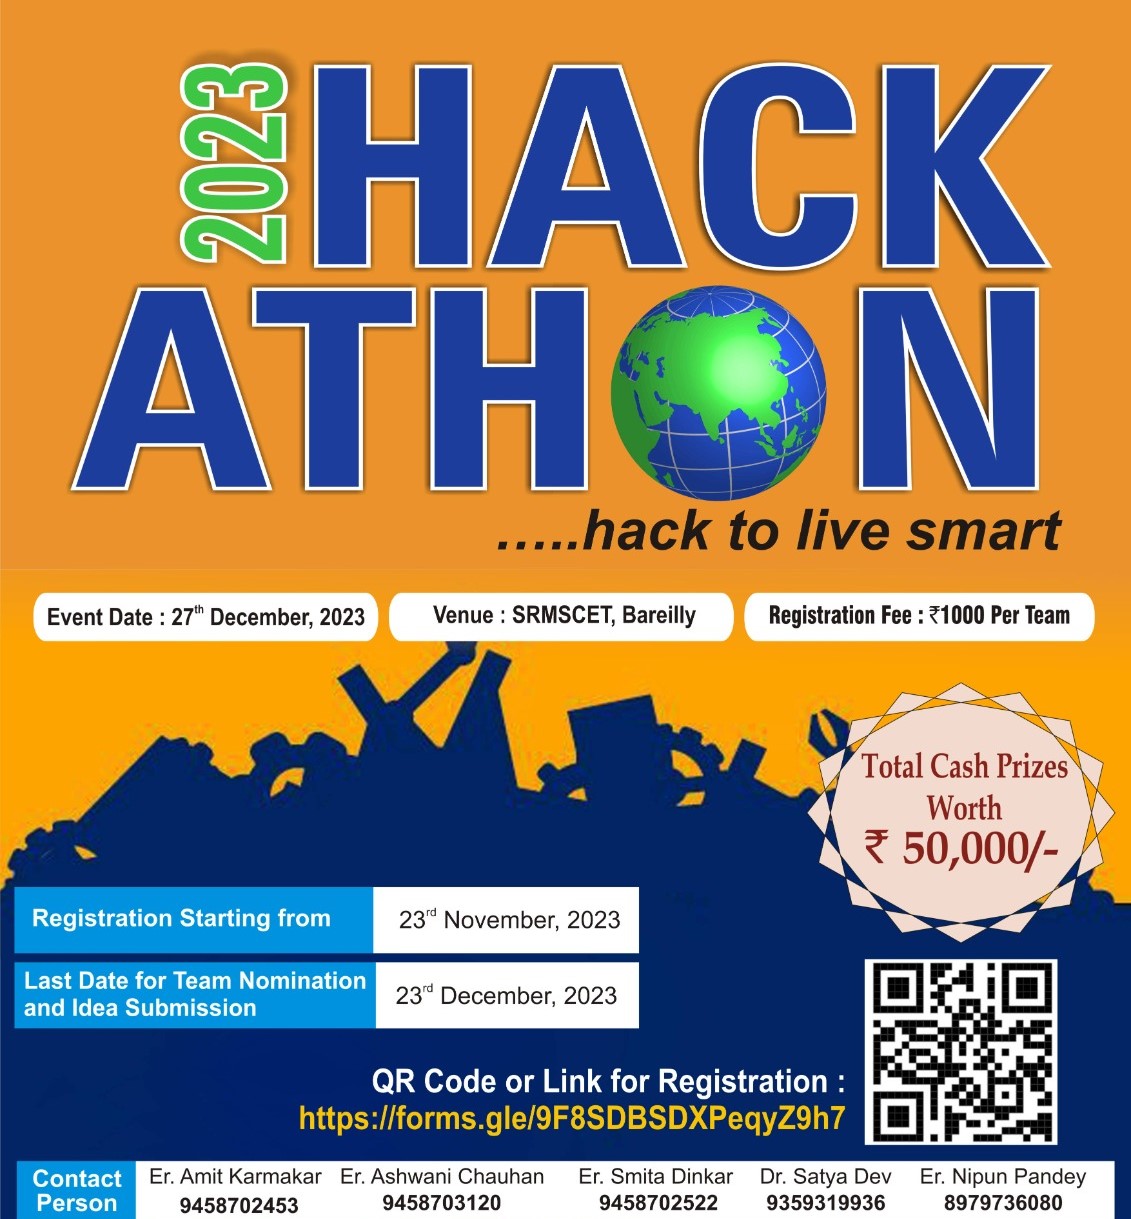 2023
HACK
ATHON
.....hack to live smart
Event Date : 27th December, 2023
Venue : SRMSCET, Bareilly
Registration Fee : ₹1000 Per Team
Total Cash Prizes
Worth
₹ 50,000/-
Registration Starting from
23rd November, 2023
Last Date for Team Nomination
and Idea Submission
23rd December, 2023
QR Code or Link for Registration :
https://forms.gle/9F8SDBSDXPeqyZ9h7
Contact
Person
Er. Amit Karmakar
9458702453
Er. Ashwani Chauhan
9458703120
Er. Smita Dinkar
9458702522
Dr. Satya Dev
9359319936
Er. Nipun Pandey
8979736080